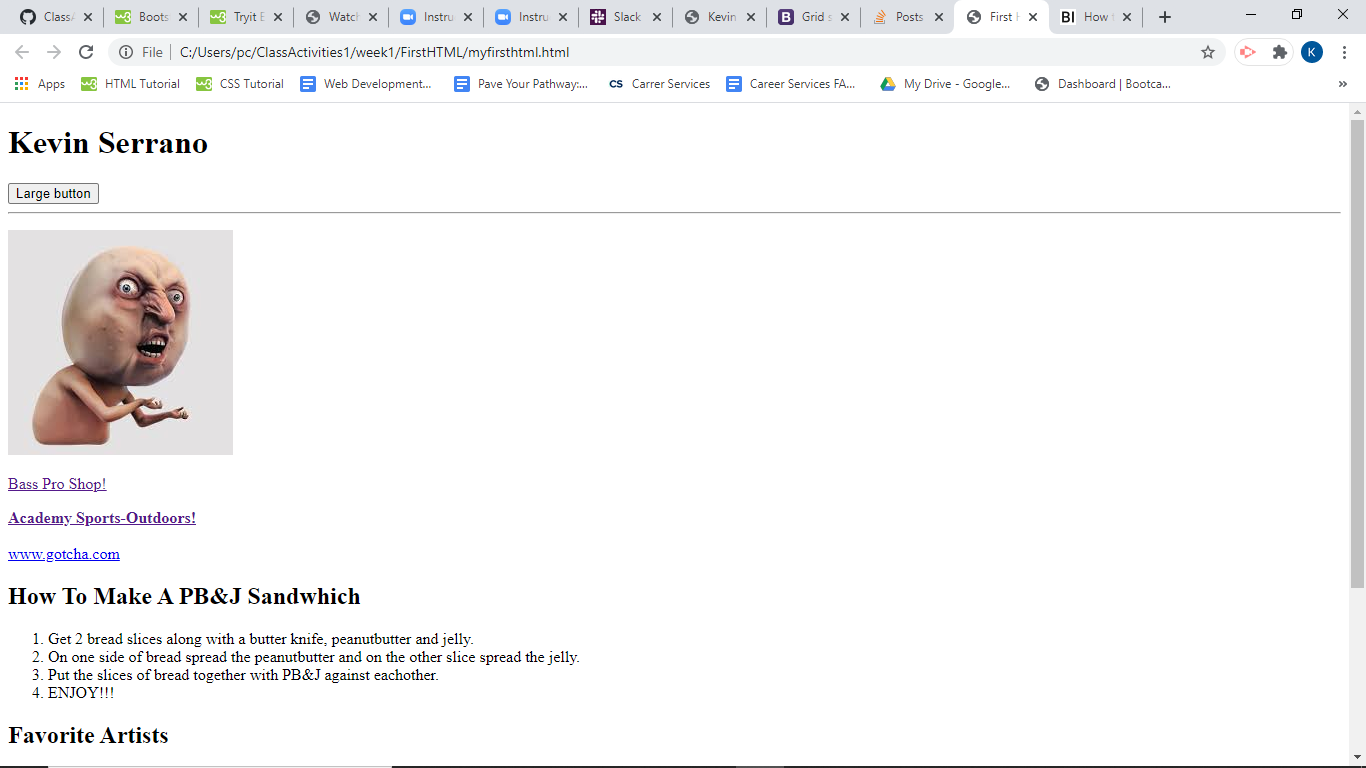 Class Boots Tryit E Watch Instru Instru Slack Kevin Grid s Posts First H How t
File C:/Users/pc/ClassActivities1/week1/FirstHTML/myfirsthtml.html K
Apps HTML Tutorial CSS Tutorial Web Development... Pave Your Pathway:... CS Carrer Services Career Services FA... My Drive - Google... Dashboard | Bootca... »
Kevin Serrano
Large button
Bass Pro Shop!
Academy Sports-Outdoors!
www.gotcha.com
How To Make A PB&J Sandwhich
1. Get 2 bread slices along with a butter knife, peanutbutter and jelly.
2. On one side of bread spread the peanutbutter and on the other slice spread the jelly.
3. Put the slices of bread together with PB&J against eachother.
4. ENJOY!!!
Favorite Artists